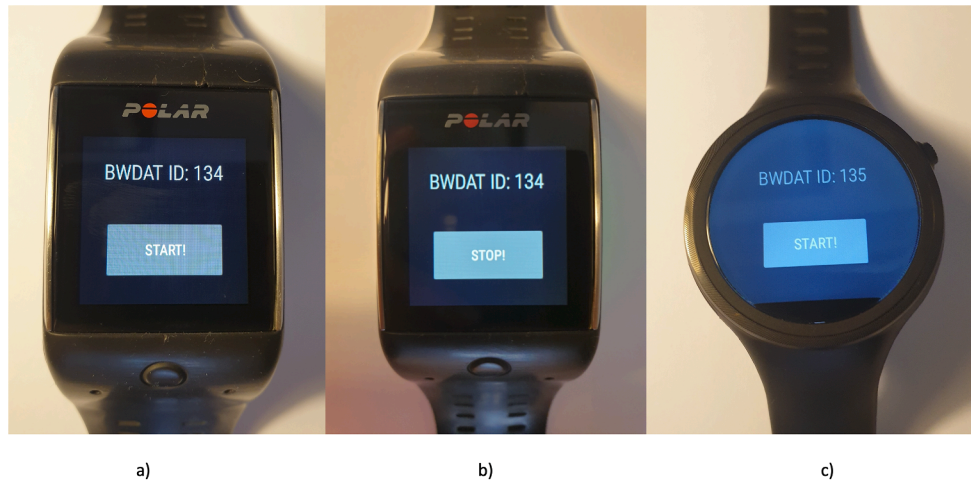 POLAR
BWDAT ID: 134
START!
POLAR
BWDAT ID: 134
STOP!
BWDAT ID: 135
START!
a)
b)
c)